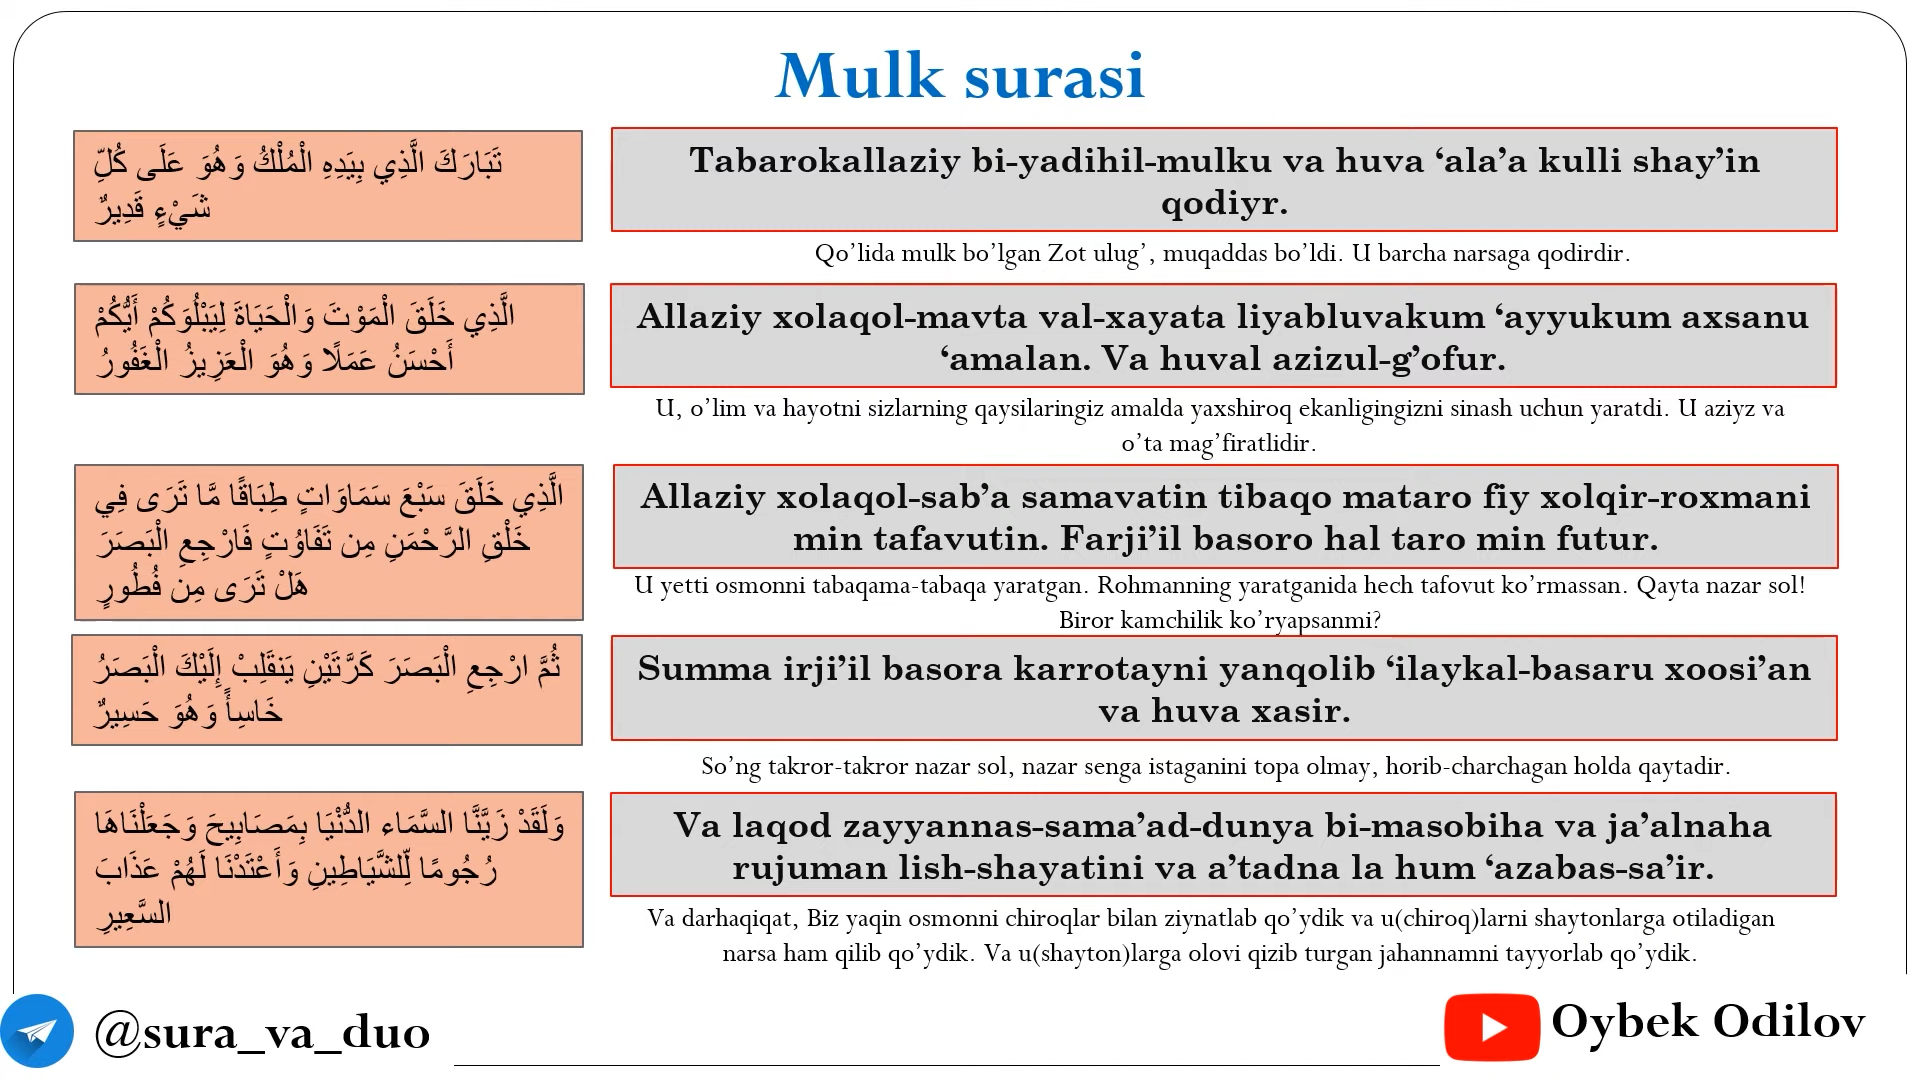 Mulk surasi
تَبَارَكَ الَّذِي بِيَدِهِ الْمُلْكُ وَهُوَ عَلَى كُلِّ
شَيْءٍ قَدِيرٌ
Tabarokallaziy bi-yadihil-mulku va huva ‘ala’a kulli shay’in
qodiyr.
Qo’lida mulk bo’lgan Zot ulug’, muqaddas bo’ldi. U barcha narsaga qodirdir.
الَّذِي خَلَقَ الْمَوْتَ وَالْحَيَاةَ لِيَبْلُوَكُمْ أَيُّكُمْ
أَحْسَنُ عَمَلًا وَهُوَ الْعَزِيزُ الْغَفُورُ
Allaziy xolaqol-mavta val-xayata liyabluvakum ‘ayyukum axsanu
‘amalan. Va huval azizul-g’ofur.
U, o’lim va hayotni sizlarning qaysilaringiz amalda yaxshiroq ekanligingizni sinash uchun yaratdi. U aziyz va
o’ta mag’firatlidir.
الَّذِي خَلَقَ سَبْعَ سَمَاوَاتٍ طِبَاقًا مَّا تَرَى فِي
خَلْقِ الرَّحْمَنِ مِن تَفَاوُتٍ فَارْجِعِ الْبَصَرَ
هَلْ تَرَى مِن فُطُورٍ
Allaziy xolaqol-sab’a samavatin tibaqo mataro fiy xolqir-roxmani
min tafavutin. Farji’il basoro hal taro min futur.
U yetti osmonni tabaqama-tabaqa yaratgan. Rohmanning yaratganida hech tafovut ko’rmassan. Qayta nazar sol!
Biror kamchilik ko’ryapsanmi?
ثُمَّ ارْجِعِ الْبَصَرَ كَرَّتَيْنِ يَنقَلِبْ إِلَيْكَ الْبَصَرُ
خَاسِأً وَهُوَ حَسِيرٌ
Summa irji’il basora karrotayni yanqolib ‘ilaykal-basaru xoosi’an
va huva xasir.
So’ng takror-takror nazar sol, nazar senga istaganini topa olmay, horib-charchagan holda qaytadir.
وَلَقَدْ زَيَّنَّا السَّمَاء الدُّنْيَا بِمَصَابِيحَ وَجَعَلْنَاهَا
رُجُومًا لِّلشَّيَاطِينِ وَأَعْتَدْنَا لَهُمْ عَذَابَ
السَّعِيرِ
Va laqod zayyannas-sama’ad-dunya bi-masobiha va ja’alnaha
rujuman lish-shayatini va a’tadna la hum ‘azabas-sa’ir.
Va darhaqiqat, Biz yaqin osmonni chiroqlar bilan ziynatlab qo’ydik va u(chiroq)larni shaytonlarga otiladigan
narsa ham qilib qo’ydik. Va u(shayton)larga olovi qizib turgan jahannamni tayyorlab qo’ydik.
@sura_va_duo
Oybek Odilov